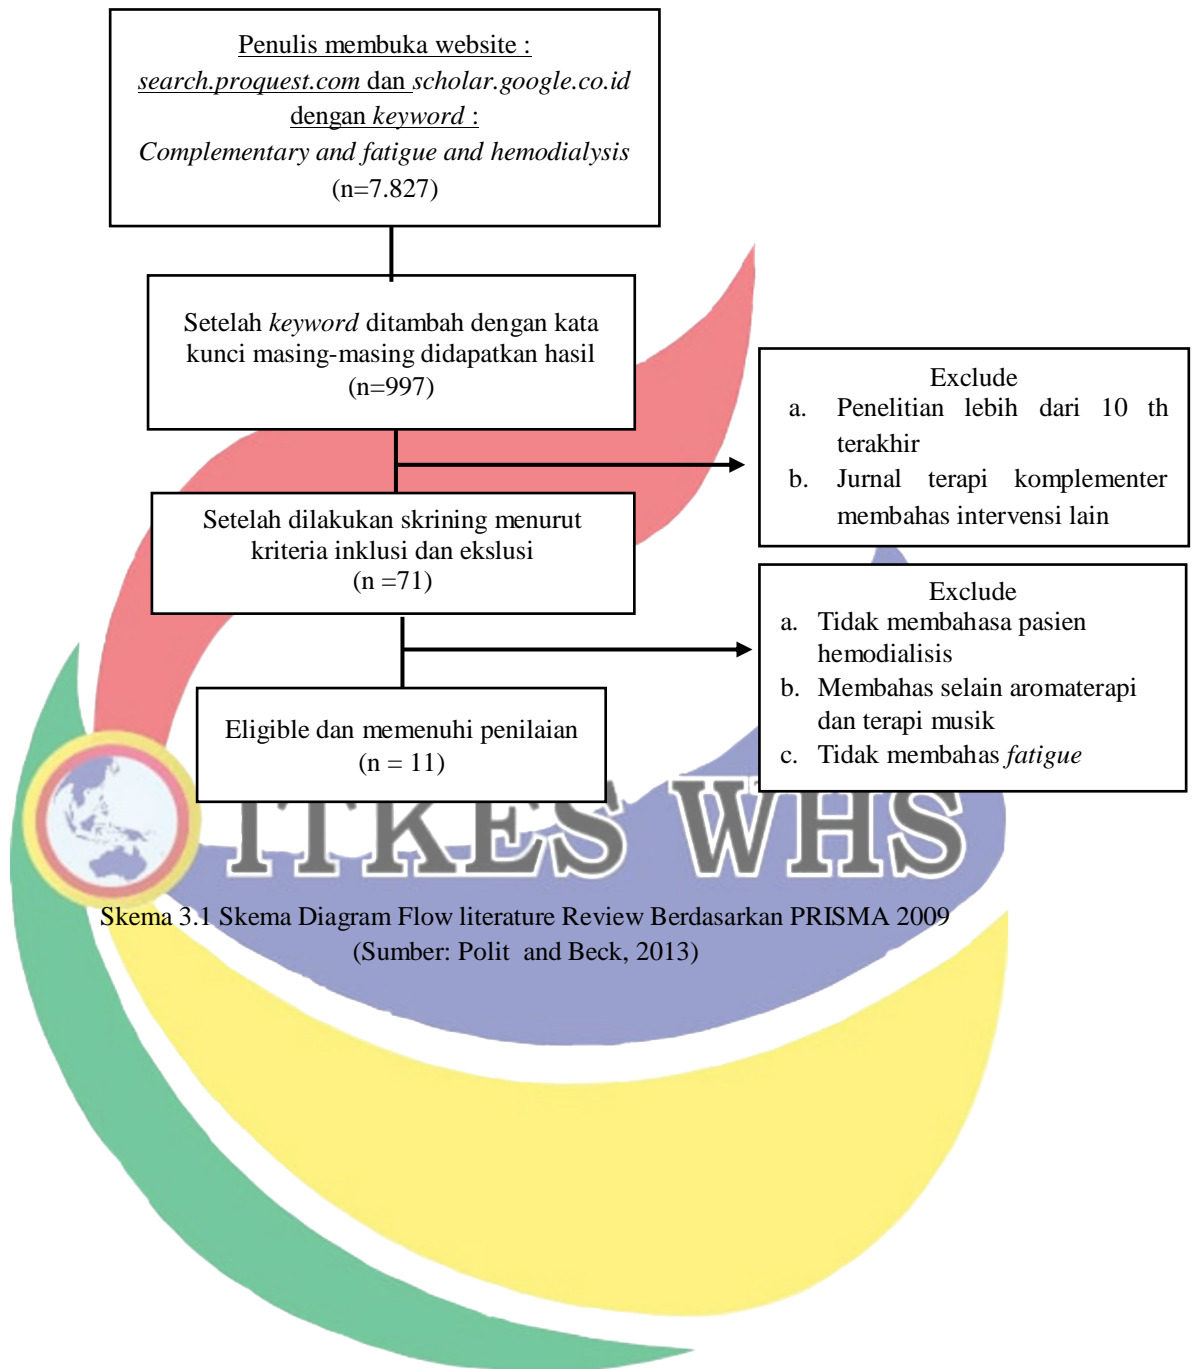 Penulis membuka website :
search.proquest.com dan scholar.google.co.id
dengan keyword :
Complementary and fatigue and hemodialysis
(n=7.827)
Setelah keyword ditambah dengan kata
kunci masing-masing didapatkan hasil
(n=997)
Exclude
a. Penelitian lebih dari 10 th
terakhir
b. Jurnal terapi komplementer
membahas intervensi lain
Setelah dilakukan skrining menurut
kriteria inklusi dan ekslusi
(n =71)
Exclude
a. Tidak membahasa pasien
hemodialisis
b. Membahas selain aromaterapi
dan terapi musik
c. Tidak membahas fatigue
Eligible dan memenuhi penilaian
(n = 11)
ITKES WHS
Skema 3.1 Skema Diagram Flow literature Review Berdasarkan PRISMA 2009
(Sumber: Polit and Beck, 2013)